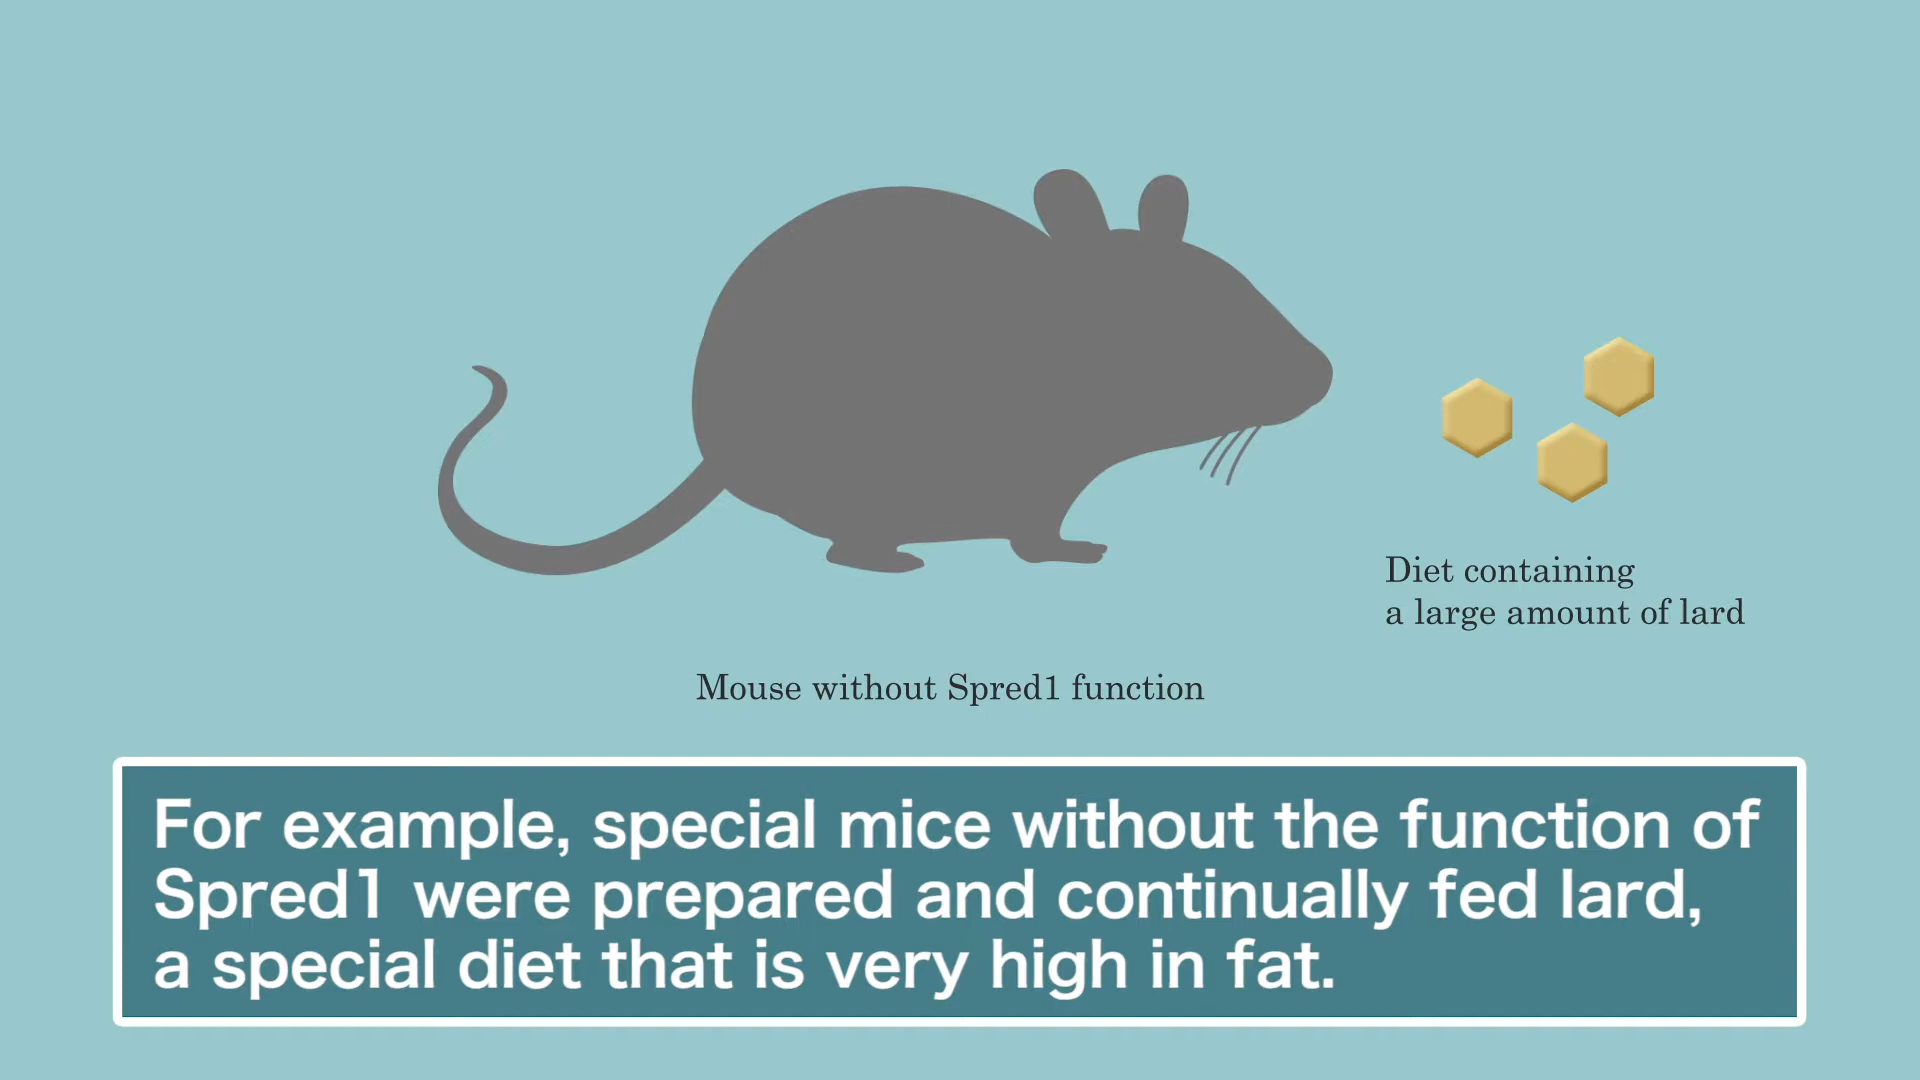 Diet containing
a large amount of lard
Mouse without Spred1 function
For example, special mice without the function of
Spred1 were prepared and continually fed lard,
a special diet that is very high in fat.